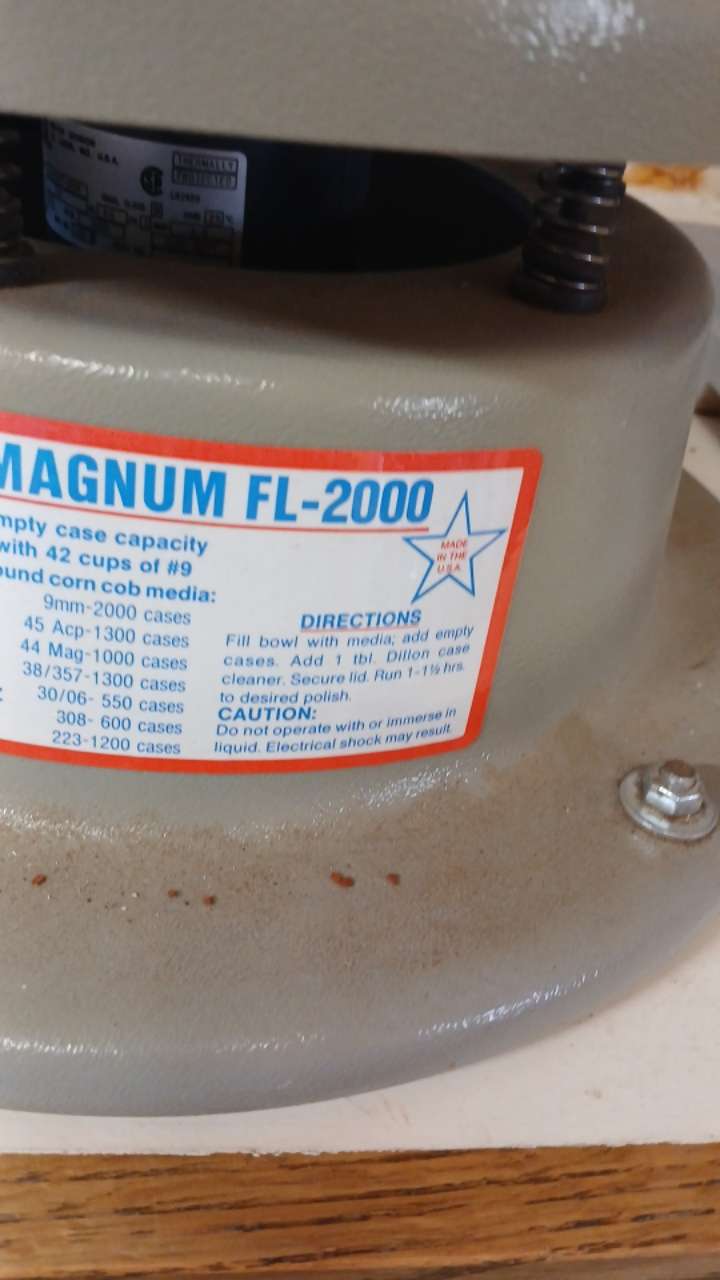 U.S.A.
THERMALLY
PROTECTED
MAGNUM FL-2000
MADE
IN THE
U.S.A.
mpty case capacity
with 42 cups of #9
ound corn cob media:
9mm-2000 cases
45 Acp-1300 cases
44 Mag-1000 cases
38/357-1300 cases
30/06- 550 cases
308- 600 cases
223-1200 cases
DIRECTIONS
Fill bowl with media; add empty
cases. Add 1 tbl. Dillon case
cleaner. Secure lid. Run 1-1½ hrs.
to desired polish.
CAUTION:
Do not operate with or immerse in
liquid. Electrical shock may result.